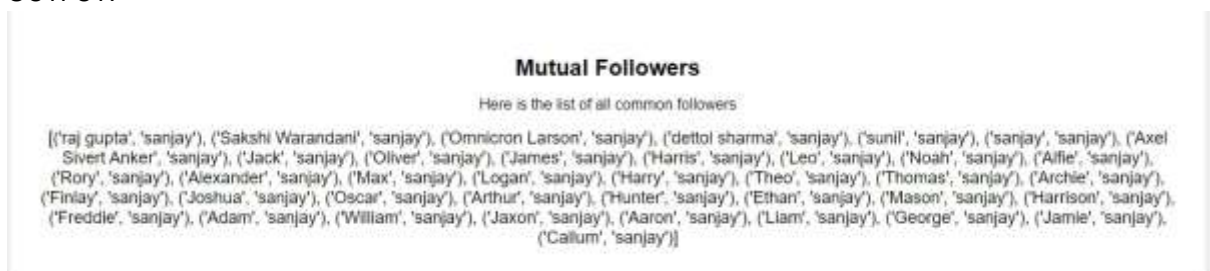 Mutual Followers
Here is the list of all common followers
[('raj gupta', 'sanjay'), ('Sakshi Warandani', 'sanjay'), ('Omnicron Larson', 'sanjay'), ('dettol sharma', 'sanjay'), ('sunil', 'sanjay'), ('sanjay', 'sanjay'), ('Axel
Sivert Anker', 'sanjay'), ('Jack', 'sanjay'), ('Oliver', 'sanjay'), ('James', 'sanjay'), ('Harris', 'sanjay'), ('Leo', 'sanjay'), ('Noah', 'sanjay'), ('Alfie', 'sanjay'),
('Rory', 'sanjay'), ('Alexander', 'sanjay'), ('Max', 'sanjay'), ('Logan', 'sanjay'), ('Harry', 'sanjay'), ('Theo', 'sanjay'), ('Thomas', 'sanjay'), ('Archie', 'sanjay'),
('Finlay', 'sanjay'), ('Joshua', 'sanjay'), ('Oscar', 'sanjay'), ('Arthur', 'sanjay'), ('Hunter', 'sanjay'), ('Ethan', 'sanjay'), ('Mason', 'sanjay'), ('Harrison', 'sanjay'),
('Freddie', 'sanjay'), ('Adam', 'sanjay'), ('William', 'sanjay'), ('Jaxon', 'sanjay'), ('Aaron', 'sanjay'), ('Liam', 'sanjay'), ('George', 'sanjay'), ('Jamie', 'sanjay'),
('Callum', 'sanjay')]